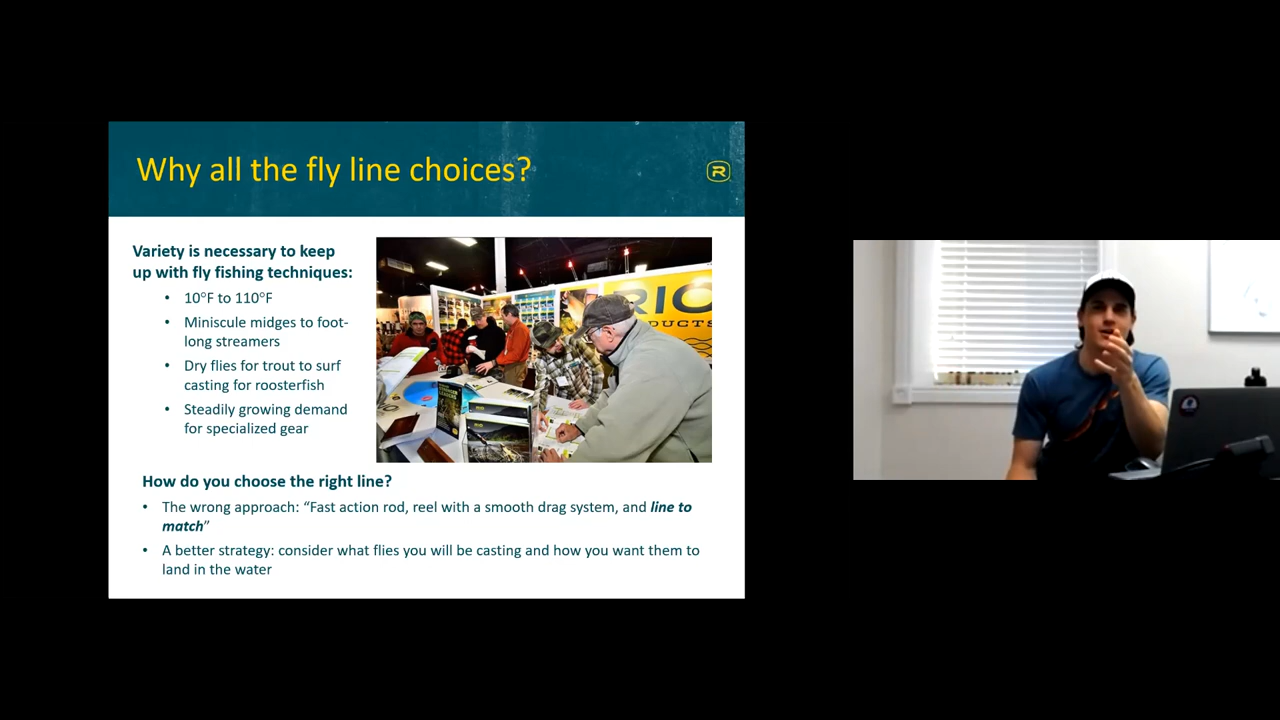 Why all the fly line choices?
R
Variety is necessary to keep
up with fly fishing techniques:
• 10°F to 110°F
• Miniscule midges to foot-
long streamers
• Dry flies for trout to surf
casting for roosterfish
• Steadily growing demand
for specialized gear
RIO
PRODUCTS
How do you choose the right line?
• The wrong approach: “Fast action rod, reel with a smooth drag system, and line to
match”
• A better strategy: consider what flies you will be casting and how you want them to
land in the water